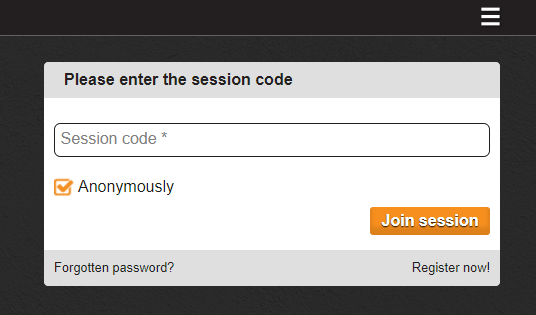 Please enter the session code
Session code *
Anonymously
Join session
Forgotten password?
Register now!